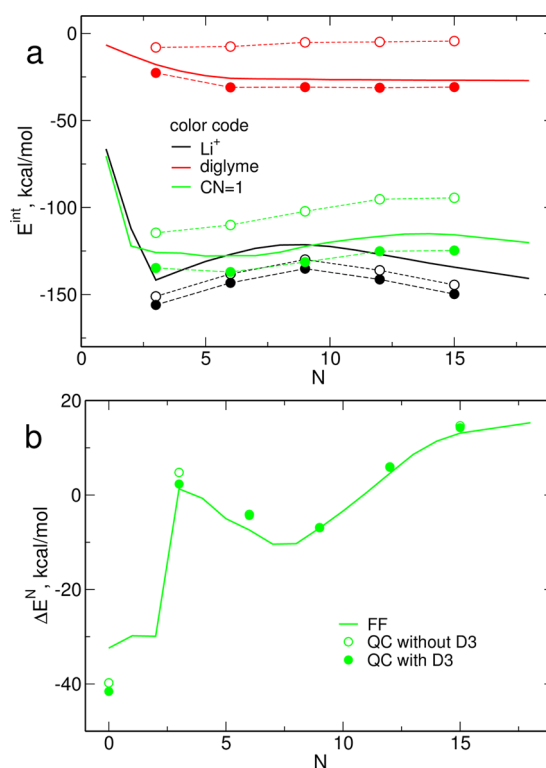 a
0
-50
-100
-150
E^int, kcal/mol
color code
Li^+
diglyme
CN=1
0
5
10
15
N
b
20
0
-20
-40
ΔE^N, kcal/mol
FF
QC without D3
QC with D3
0
5
10
15
N